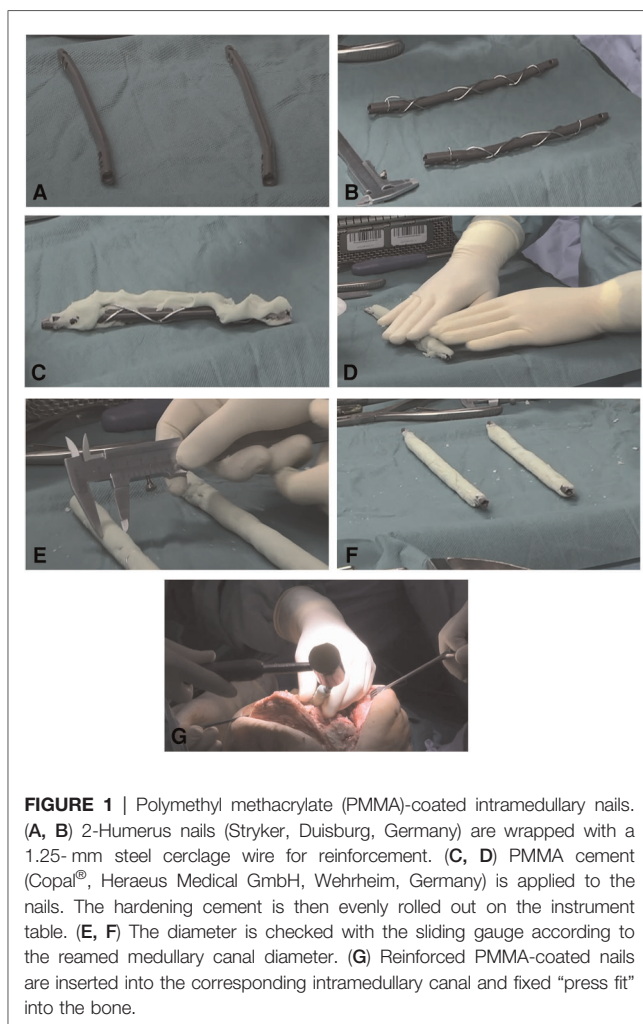 A
B
C
D
E
F
G
FIGURE 1 | Polymethyl methacrylate (PMMA)-coated intramedullary nails.
(A, B) 2-Humerus nails (Stryker, Duisburg, Germany) are wrapped with a
1.25- mm steel cerclage wire for reinforcement. (C, D) PMMA cement
(Copal®, Heraeus Medical GmbH, Wehrheim, Germany) is applied to the
nails. The hardening cement is then evenly rolled out on the instrument
table. (E, F) The diameter is checked with the sliding gauge according to
the reamed medullary canal diameter. (G) Reinforced PMMA-coated nails
are inserted into the corresponding intramedullary canal and fixed “press fit”
into the bone.